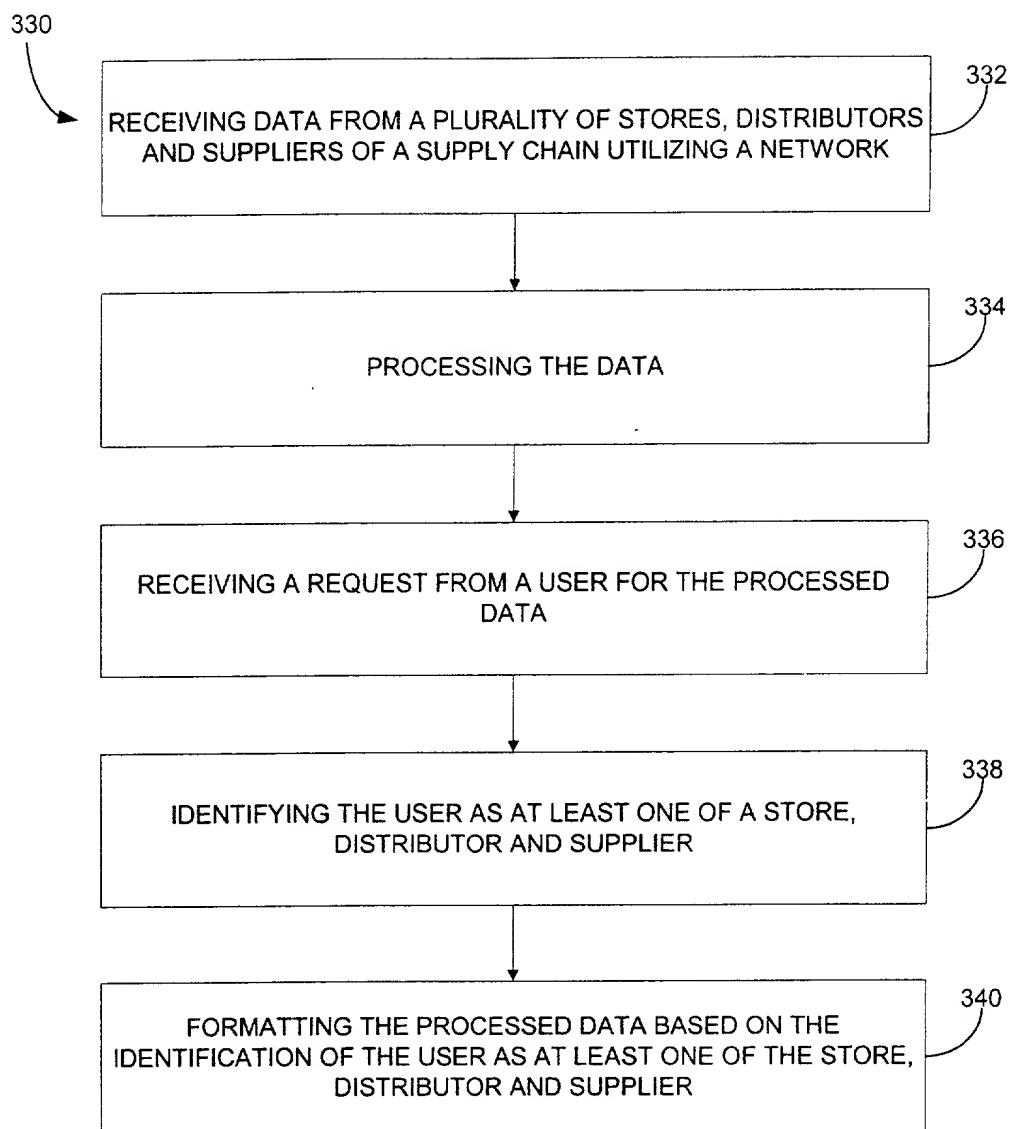 330
332
RECEIVING DATA FROM A PLURALITY OF STORES, DISTRIBUTORS
AND SUPPLIERS OF A SUPPLY CHAIN UTILIZING A NETWORK
334
PROCESSING THE DATA
336
RECEIVING A REQUEST FROM A USER FOR THE PROCESSED
DATA
338
IDENTIFYING THE USER AS AT LEAST ONE OF A STORE,
DISTRIBUTOR AND SUPPLIER
340
FORMATTING THE PROCESSED DATA BASED ON THE
IDENTIFICATION OF THE USER AS AT LEAST ONE OF THE STORE,
DISTRIBUTOR AND SUPPLIER